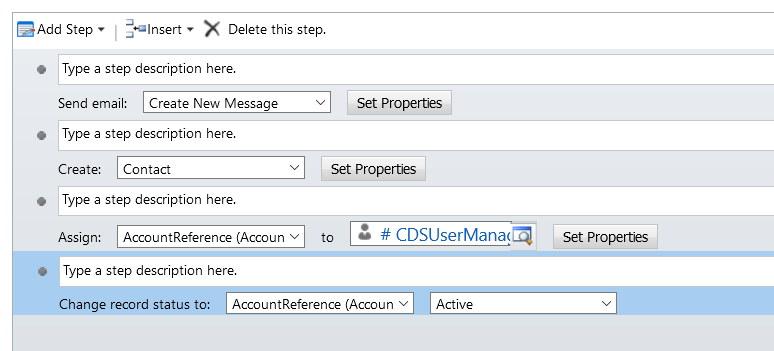 Add Step Insert Delete this step.
Type a step description here.
Send email: Create New Message Set Properties
Type a step description here.
Create: Contact Set Properties
Type a step description here.
Assign: AccountReference (Accoun to # CDSUserManag Set Properties
Type a step description here.
Change record status to: AccountReference (Accoun Active